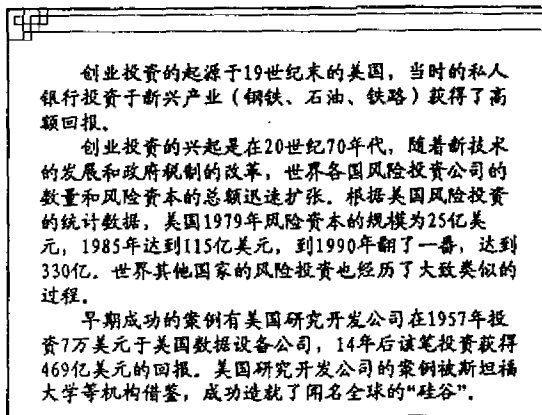 创业投资的起源于19世纪末的美国，当时的私人
银行投资于新兴产业（钢铁、石油、铁路）获得了高
额回报。
创业投资的兴起是在20世纪70年代，随着新技术
的发展和政府税制的改革，世界各国风险投资公司的
数量和风险资本的总额迅速扩张。根据美国风险投资
的统计数据，美国1979年风险资本的规模为25亿美
元，1985年达到115亿美元，到1990年翻了一番，达到
330亿。世界其他国家的风险投资也经历了大致类似的
过程。
早期成功的案例有美国研究开发公司在1957年投
资7万美元于美国数据设备公司，14年后该笔投资获得
469亿美元的回报。美国研究开发公司的案例被斯坦福
大学等机构借鉴，成功造就了闻名全球的“硅谷”。